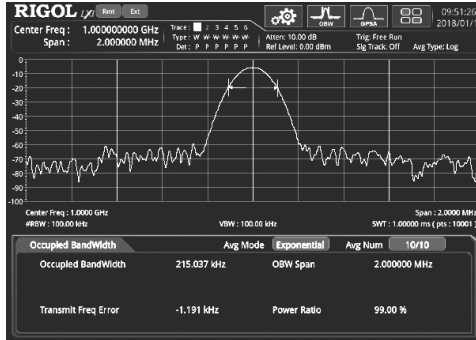 RIGOL LXI Rmt Ext
09:51:26
2018/01/1
Center Freq : 1.000000000 GHz
Span : 2.000000 MHz
Trace : 2 3 4 5 6
Type : W W W W W W
Det : P P P P P P
Atten: 10.00 dB
Ref Level: 0.00 dBm
Trig: Free Run
Sig Track: Off
Avg Type: Log
OBW
GPSA
0
-10
-20
-30
-40
-50
-60
-70
-80
-90
-100
Center Freq : 1.0000 GHz
Span : 2.0000 MHz
#RBW : 100.00 kHz
VBW : 100.00 kHz
SWT : 1.00000 ms ( pts : 10001 )
Occupied BandWidth
Avg Mode Exponential Avg Num 10/10
Occupied BandWidth 215.037 kHz OBW Span 2.000000 MHz
Transmit Freq Error -1.191 kHz Power Ratio 99.00 %